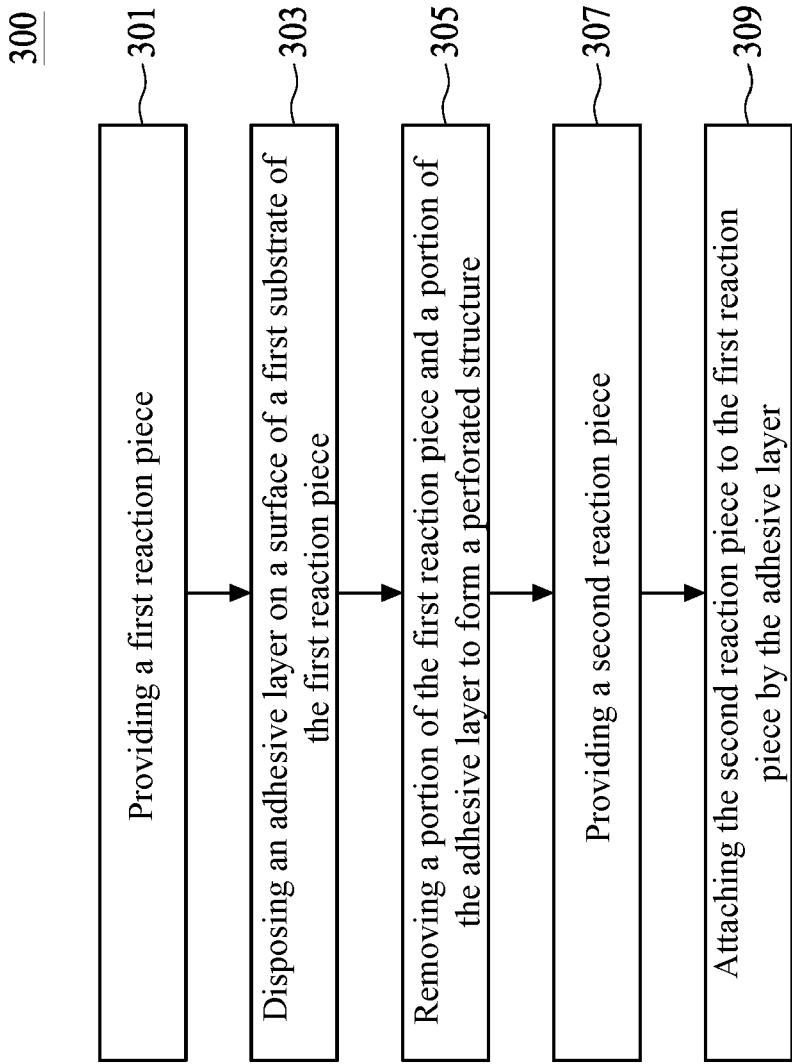 300
Providing a first reaction piece
301
Disposing an adhesive layer on a surface of a first substrate of
the first reaction piece
303
Removing a portion of the first reaction piece and a portion of
the adhesive layer to form a perforated structure
305
Providing a second reaction piece
307
Attaching the second reaction piece to the first reaction
piece by the adhesive layer
309